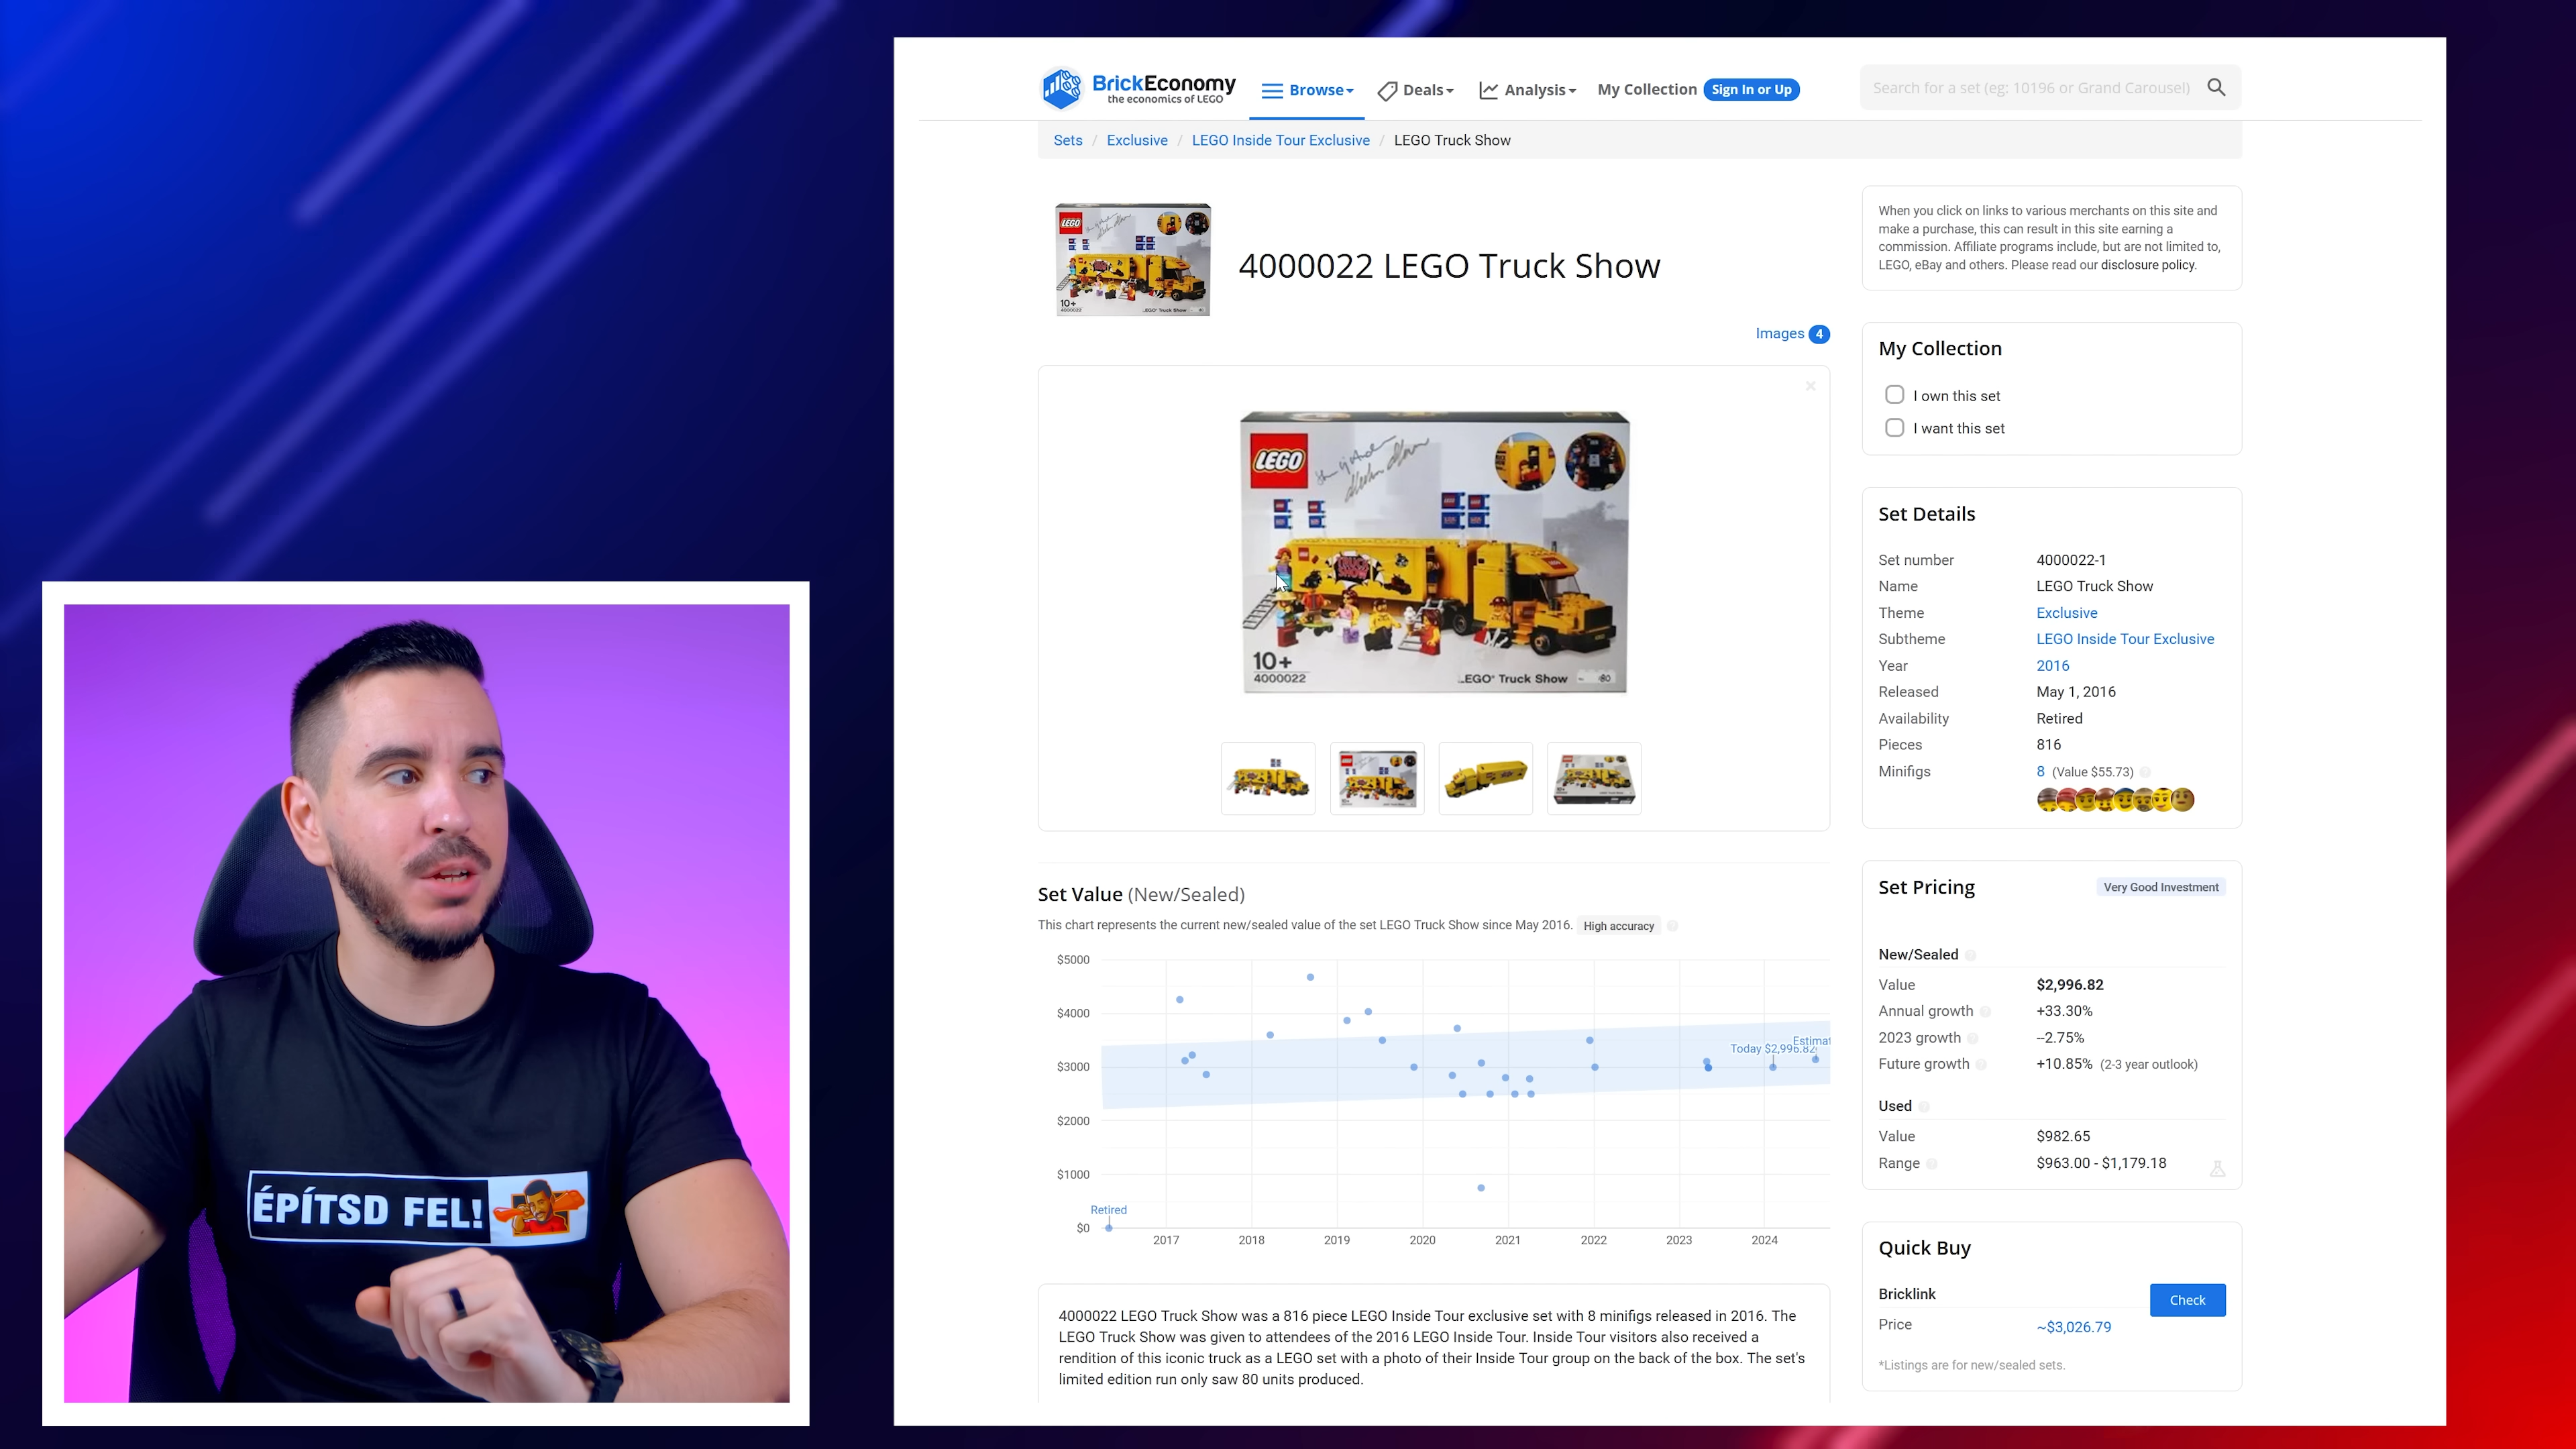 BrickEconomy
the economics of LEGO
Browse
Deals
Analysis
My Collection
Sign In or Up
Search for a set (eg: 10196 or Grand Carousel)
Sets / Exclusive / LEGO Inside Tour Exclusive / LEGO Truck Show
LEGO
10+
4000022
4000022 LEGO Truck Show
Images 4
LEGO
TRUCK SHOW
10+
4000022
LEGO® Truck Show
80
Set Value (New/Sealed)
This chart represents the current new/sealed value of the set LEGO Truck Show since May 2016. High accuracy
$5000
$4000
$3000
$2000
$1000
$0
Today $2,996.82
Estimat
Retired
2017 2018 2019 2020 2021 2022 2023 2024
4000022 LEGO Truck Show was a 816 piece LEGO Inside Tour exclusive set with 8 minifigs released in 2016. The
LEGO Truck Show was given to attendees of the 2016 LEGO Inside Tour. Inside Tour visitors also received a
rendition of this iconic truck as a LEGO set with a photo of their Inside Tour group on the back of the box. The set's
limited edition run only saw 80 units produced.
When you click on links to various merchants on this site and
make a purchase, this can result in this site earning a
commission. Affiliate programs include, but are not limited to,
LEGO, eBay and others. Please read our disclosure policy.
My Collection
I own this set
I want this set
Set Details
Set number 4000022-1
Name LEGO Truck Show
Theme Exclusive
Subtheme LEGO Inside Tour Exclusive
Year 2016
Released May 1, 2016
Availability Retired
Pieces 816
Minifigs 8 (Value $55.73)
Set Pricing
Very Good Investment
New/Sealed
Value $2,996.82
Annual growth +33.30%
2023 growth --2.75%
Future growth +10.85% (2-3 year outlook)
Used
Value $982.65
Range $963.00 - $1,179.18
Quick Buy
Bricklink
Check
Price ~$3,026.79
*Listings are for new/sealed sets.
ÉPÍTSD FEL!